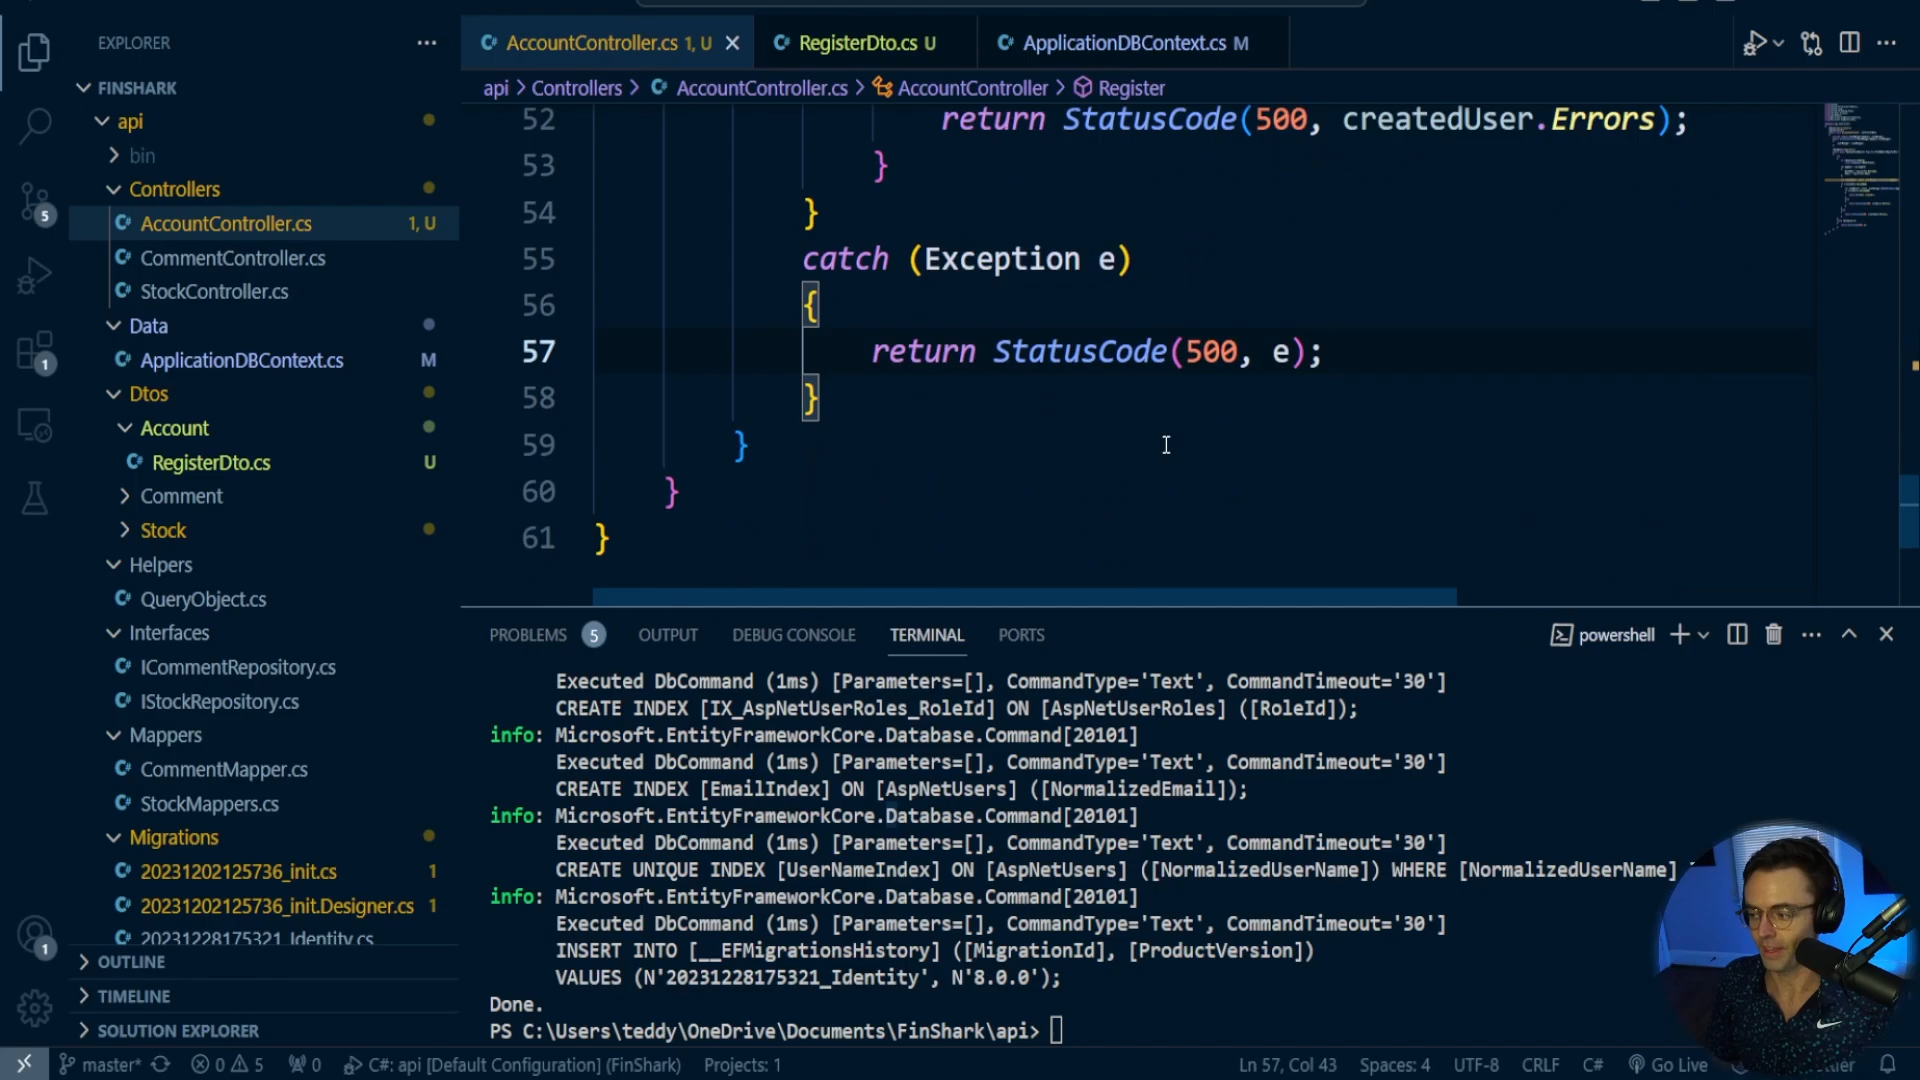 EXPLORER
FINSHARK
api
bin
Controllers
AccountController.cs 1, U
CommentController.cs
StockController.cs
Data
ApplicationDBContext.cs M
Dtos
Account
RegisterDto.cs U
Comment
Stock
Helpers
QueryObject.cs
Interfaces
ICommentRepository.cs
IStockRepository.cs
Mappers
CommentMapper.cs
StockMappers.cs
Migrations
20231202125736_init.cs 1
20231202125736_init.Designer.cs 1
20231228175321_Identity.cs
OUTLINE
TIMELINE
SOLUTION EXPLORER
5
1
1
AccountController.cs 1, U
RegisterDto.cs U
ApplicationDBContext.cs M
api > Controllers > AccountController.cs > AccountController > Register
52 return StatusCode(500, createdUser.Errors);
53 }
54 }
55 catch (Exception e)
56 {
57 return StatusCode(500, e);
58 }
59 }
60 }
61 }
PROBLEMS 5 OUTPUT DEBUG CONSOLE TERMINAL PORTS
powershell
Executed DbCommand (1ms) [Parameters=[], CommandType='Text', CommandTimeout='30']
CREATE INDEX [IX_AspNetUserRoles_RoleId] ON [AspNetUserRoles] ([RoleId]);
info: Microsoft.EntityFrameworkCore.Database.Command[20101]
Executed DbCommand (1ms) [Parameters=[], CommandType='Text', CommandTimeout='30']
CREATE INDEX [EmailIndex] ON [AspNetUsers] ([NormalizedEmail]);
info: Microsoft.EntityFrameworkCore.Database.Command[20101]
Executed DbCommand (1ms) [Parameters=[], CommandType='Text', CommandTimeout='30']
CREATE UNIQUE INDEX [UserNameIndex] ON [AspNetUsers] ([NormalizedUserName]) WHERE [NormalizedUserName]
info: Microsoft.EntityFrameworkCore.Database.Command[20101]
Executed DbCommand (1ms) [Parameters=[], CommandType='Text', CommandTimeout='30']
INSERT INTO [__EFMigrationsHistory] ([MigrationId], [ProductVersion])
VALUES (N'20231228175321_Identity', N'8.0.0');
Done.
PS C:\Users\teddy\OneDrive\Documents\FinShark\api>
master* 0 5 0 C#: api [Default Configuration] (FinShark) Projects: 1 Ln 57, Col 43 Spaces: 4 UTF-8 CRLF C# Go Live